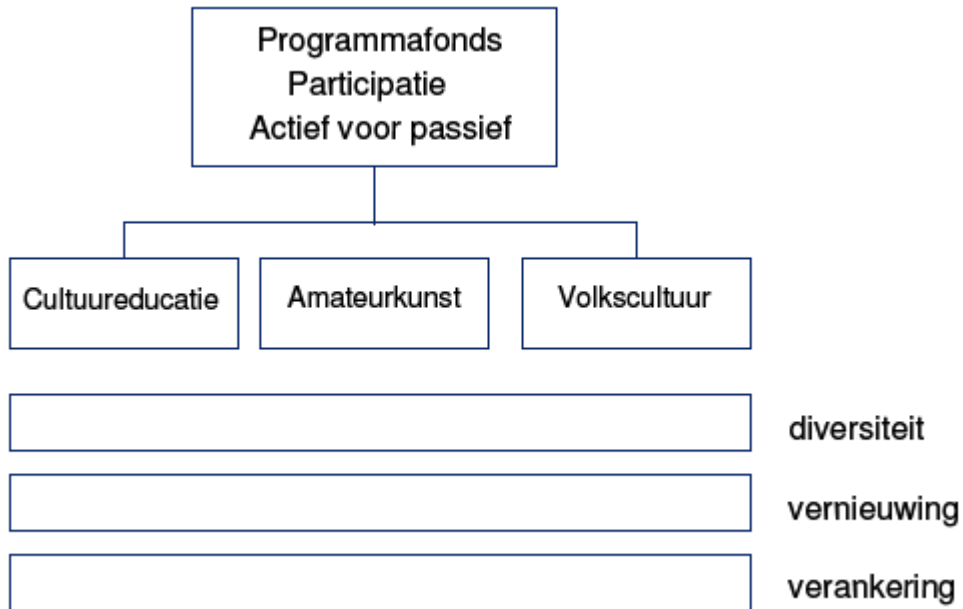 Programmafonds
Participatie
Actief voor passief
Cultuureducatie
Amateurkunst
Volkscultuur
diversiteit
vernieuwing
verankering